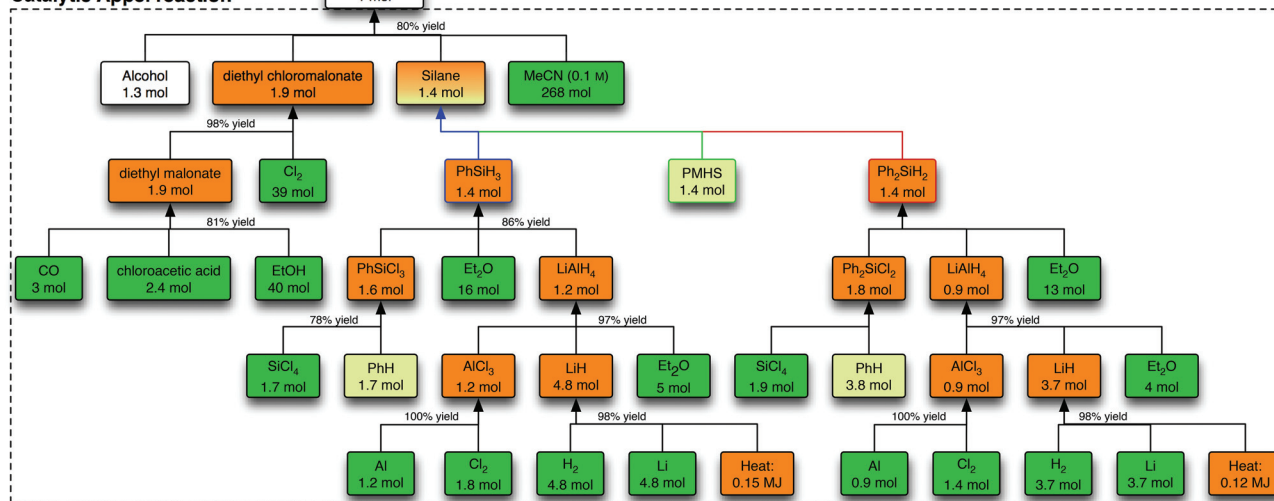 Catalytic Appel reaction
1 mol
80% yield
Alcohol
1.3 mol
diethyl chloromalonate
1.9 mol
Silane
1.4 mol
MeCN (0.1 M)
268 mol
98% yield
diethyl malonate
1.9 mol
Cl₂
39 mol
PhSiH₃
1.4 mol
PMHS
1.4 mol
Ph₂SiH₂
1.4 mol
81% yield
86% yield
CO
3 mol
chloroacetic acid
2.4 mol
EtOH
40 mol
PhSiCl₃
1.6 mol
Et₂O
16 mol
LiAlH₄
1.2 mol
Ph₂SiCl₂
1.8 mol
LiAlH₄
0.9 mol
Et₂O
13 mol
78% yield
97% yield
97% yield
SiCl₄
1.7 mol
PhH
1.7 mol
AlCl₃
1.2 mol
LiH
4.8 mol
Et₂O
5 mol
SiCl₄
1.9 mol
PhH
3.8 mol
AlCl₃
0.9 mol
LiH
3.7 mol
Et₂O
4 mol
100% yield
98% yield
100% yield
98% yield
Al
1.2 mol
Cl₂
1.8 mol
H₂
4.8 mol
Li
4.8 mol
Heat:
0.15 MJ
Al
0.9 mol
Cl₂
1.4 mol
H₂
3.7 mol
Li
3.7 mol
Heat:
0.12 MJ